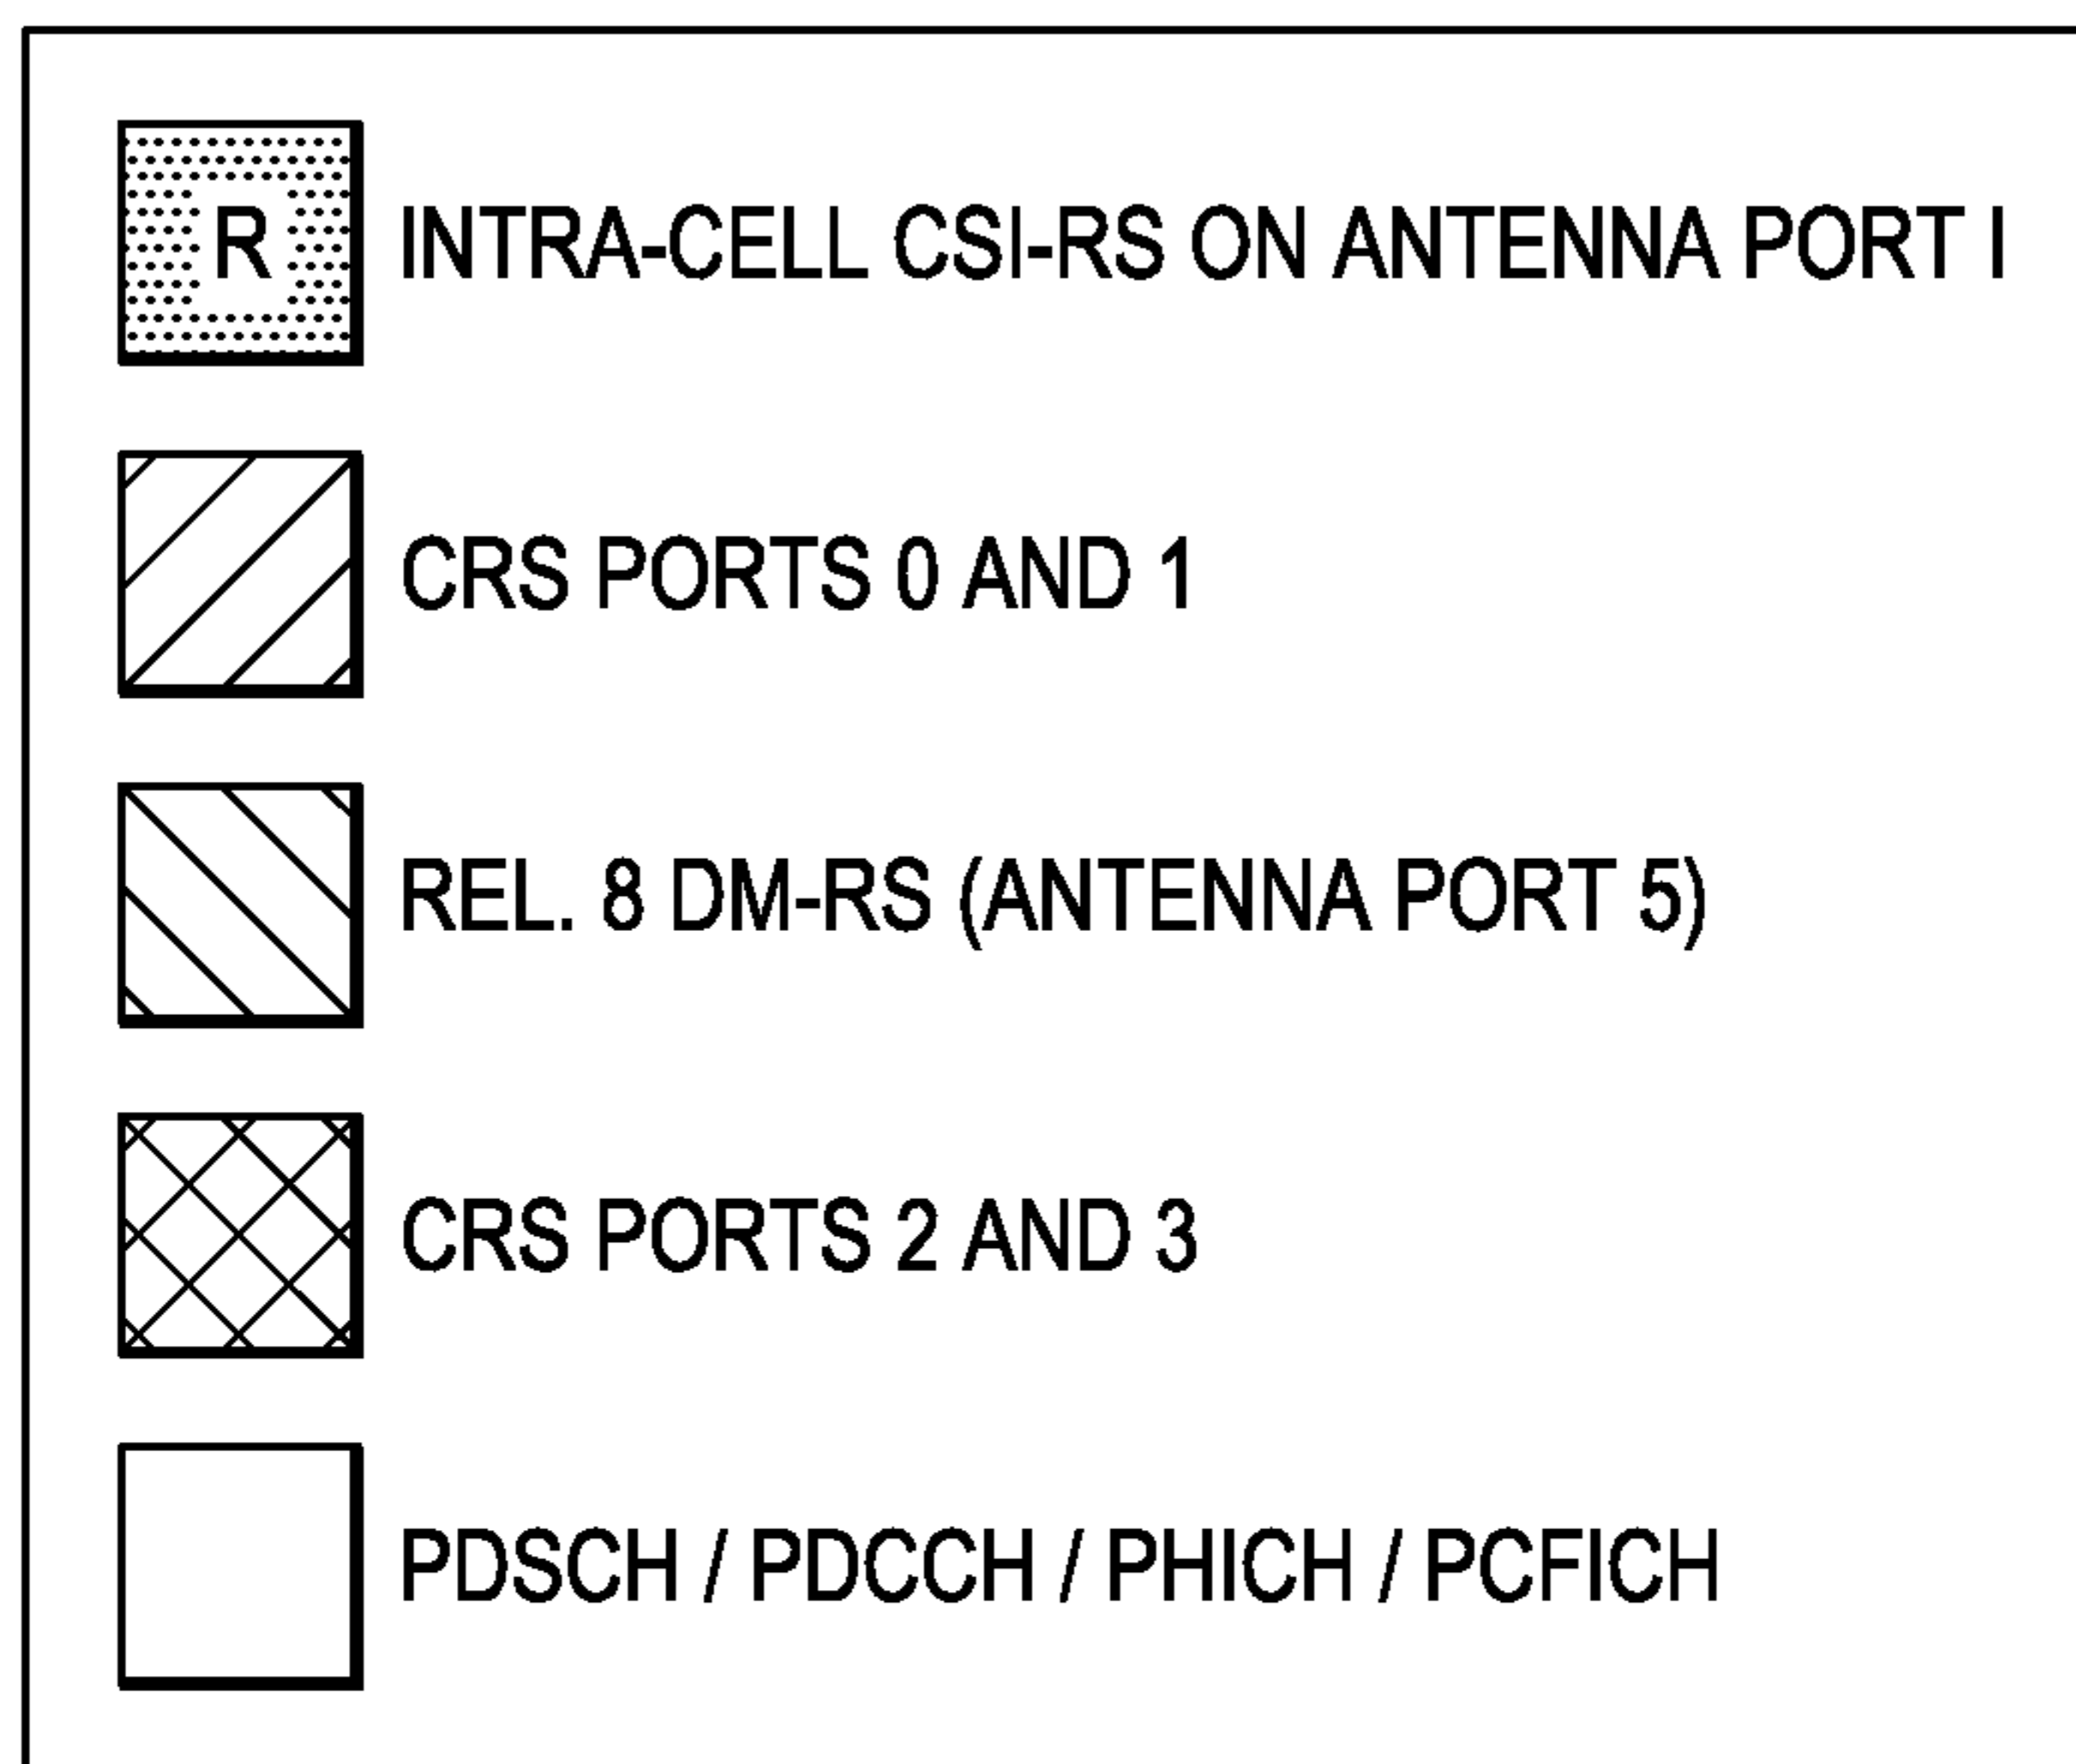 R INTRA-CELL CSI-RS ON ANTENNA PORT I
CRS PORTS 0 AND 1
REL. 8 DM-RS (ANTENNA PORT 5)
CRS PORTS 2 AND 3
PDSCH / PDCCH / PHICH / PCFICH